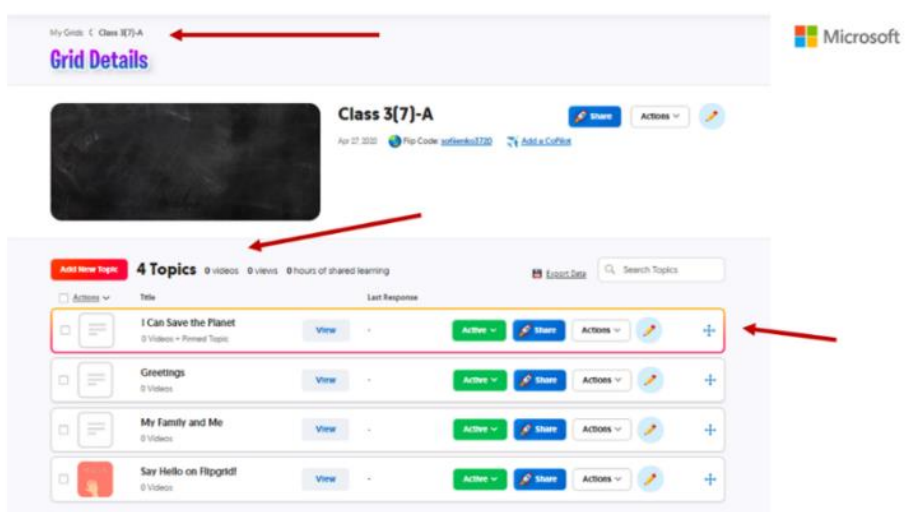 My Grids < Class 3(7)-A
Microsoft
Grid Details
Class 3(7)-A
Share
Actions
Apr 27, 2020 Flip Code: Add a CoPilot
Add New Topic
4 Topics 0 videos 0 views 0 hours of shared learning
Export Data
Search Topics
Actions Title Last Response
I Can Save the Planet
0 Videos • Pinned Topic
View - Active Share Actions
Greetings
0 Videos
View - Active Share Actions
My Family and Me
0 Videos
View - Active Share Actions
Say Hello on Flipgrid!
0 Videos
View - Active Share Actions